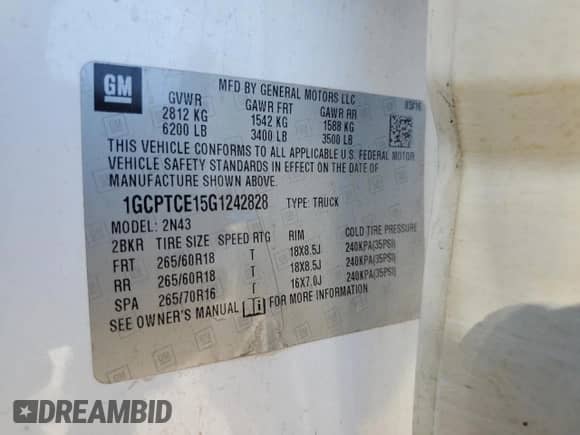 GM
MFD BY GENERAL MOTORS LLC
03/16
GVWR GAWR FRT GAWR RR
2812 KG 1542 KG 1588 KG
6200 LB 3400 LB 3500 LB
THIS VEHICLE CONFORMS TO ALL APPLICABLE U.S. FEDERAL MOTOR
VEHICLE SAFETY STANDARDS IN EFFECT ON THE DATE OF
MANUFACTURE SHOWN ABOVE.
1GCPTCE15G1242828 TYPE: TRUCK
MODEL: 2N43
2BKR TIRE SIZE SPEED RTG RIM COLD TIRE PRESSURE
FRT 265/60R18 T 18X8.5J 240KPA(35PSI)
RR 265/60R18 T 18X8.5J 240KPA(35PSI)
SPA 265/70R16 T 16X7.0J 240KPA(35PSI)
SEE OWNER'S MANUAL FOR MORE INFORMATION
DREAMBID